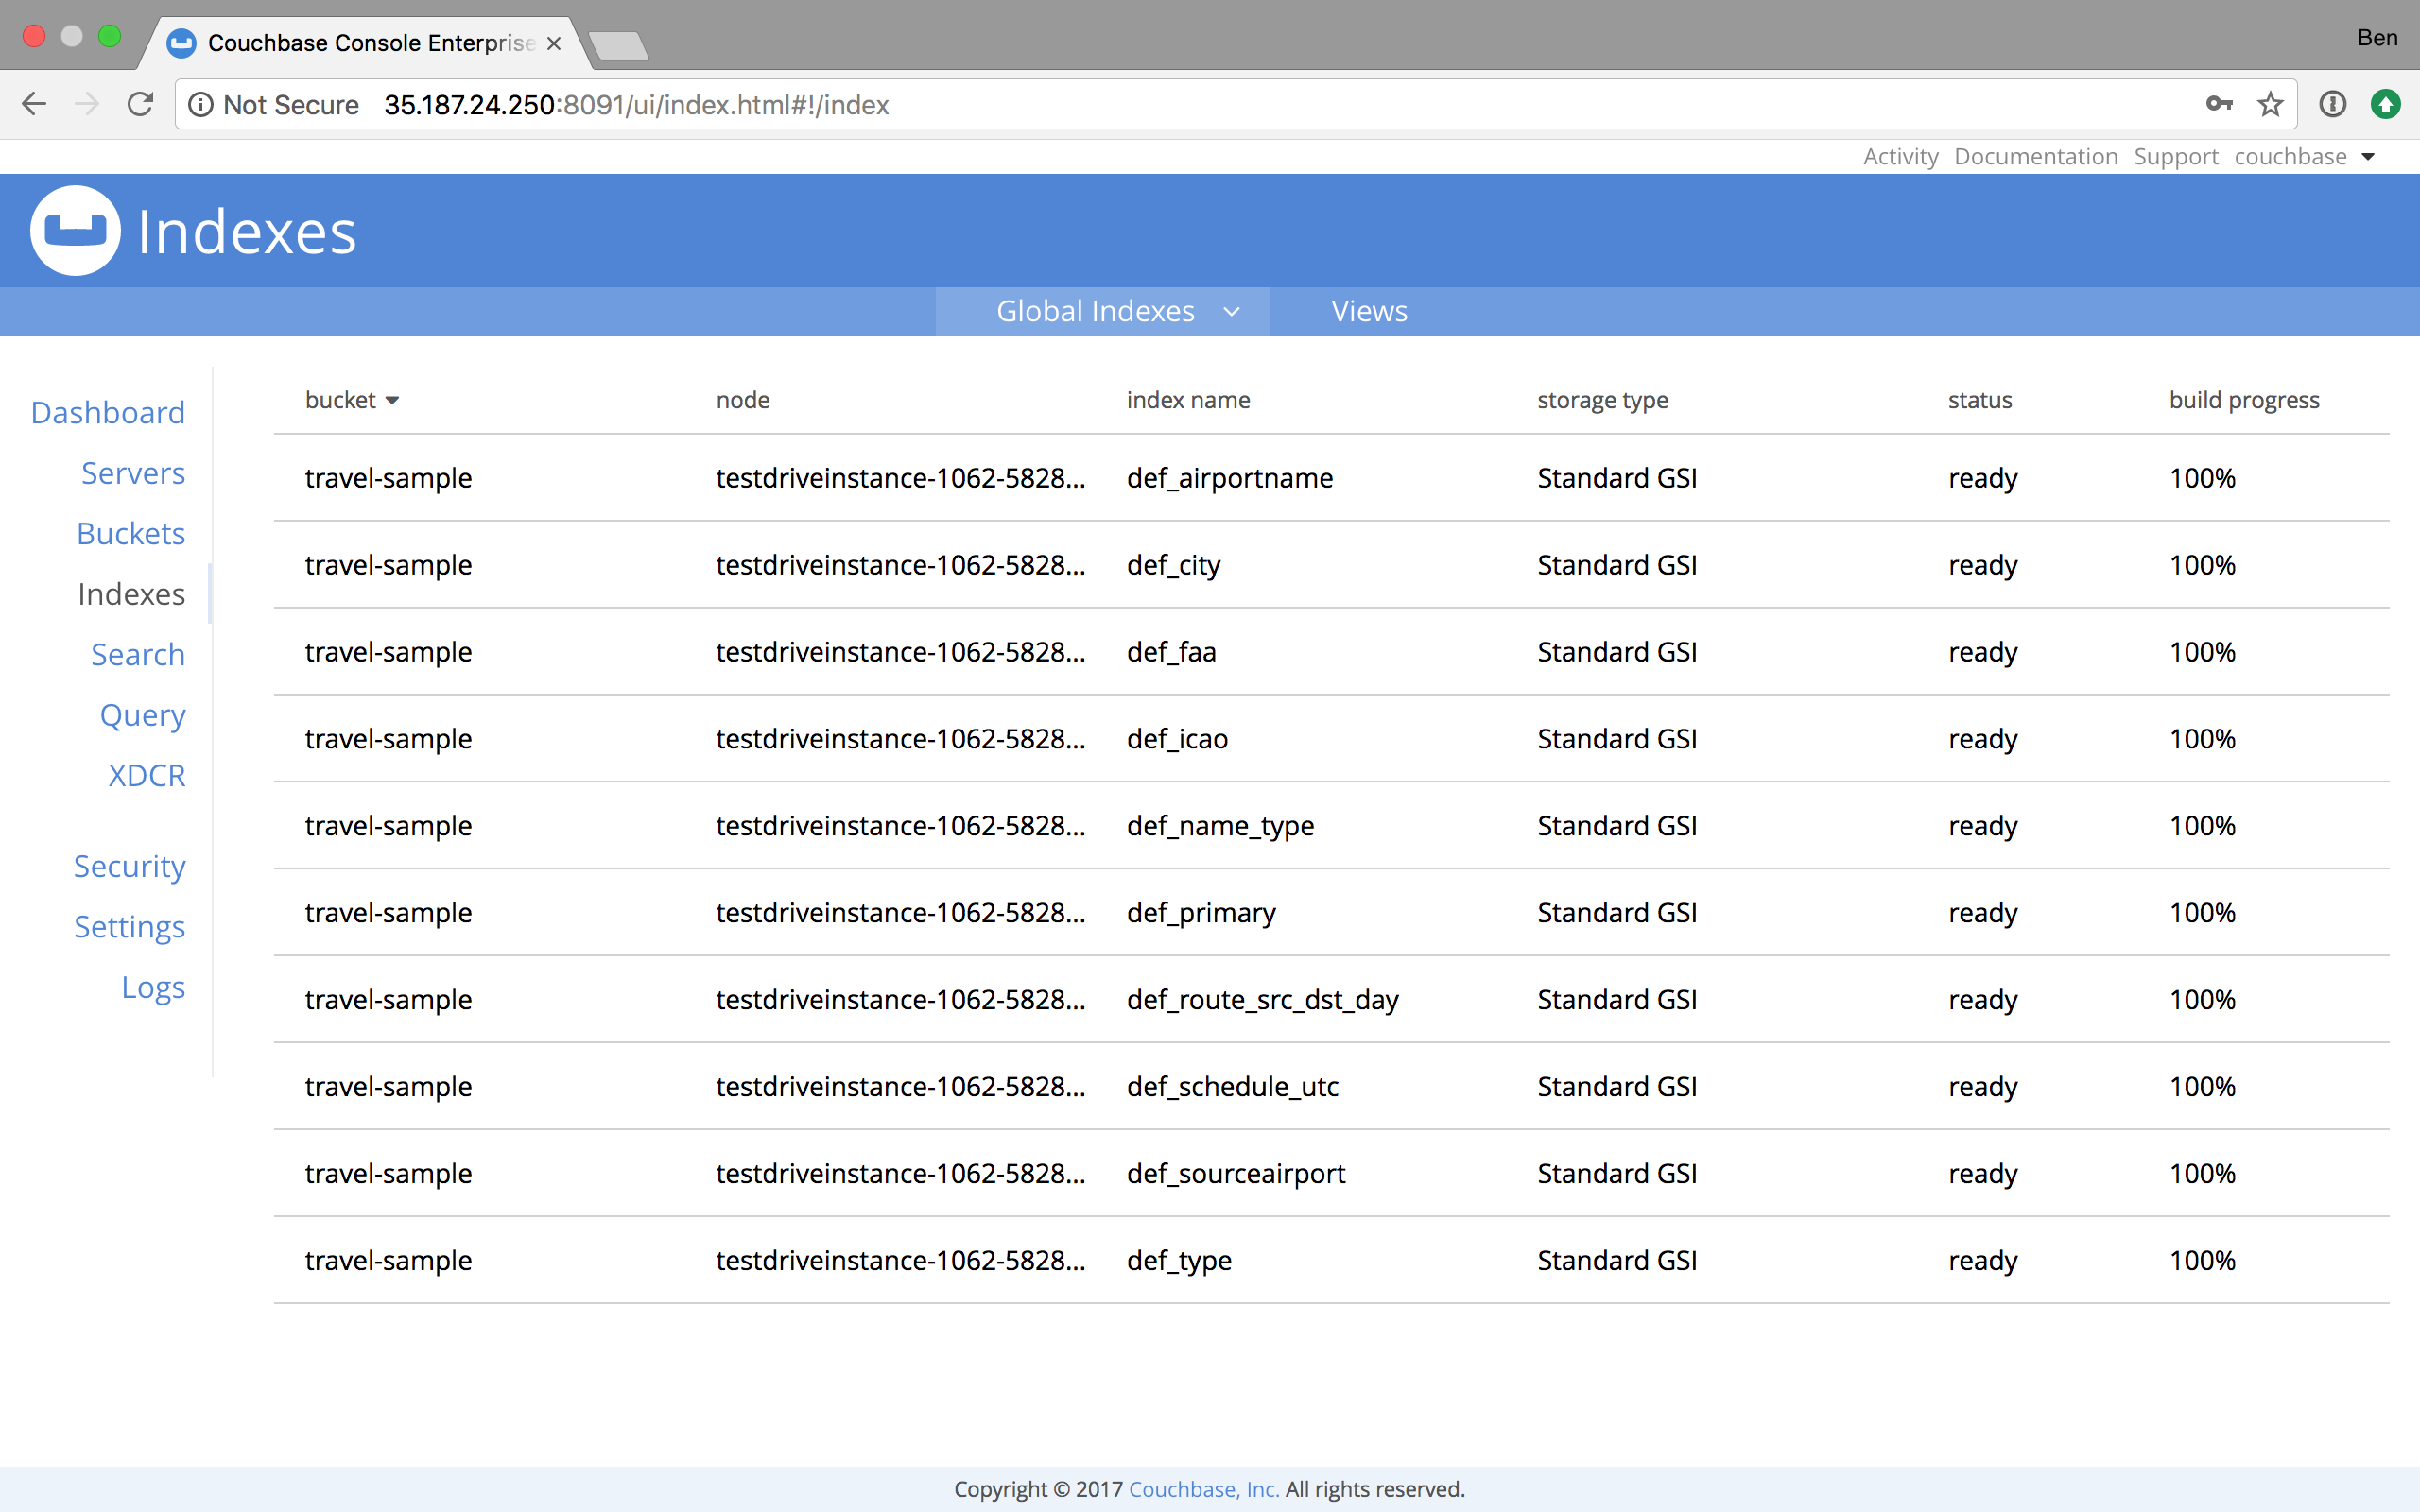 Couchbase Console Enterprise
Ben
Not Secure 35.187.24.250:8091/ui/index.html#!/index
Activity Documentation Support couchbase
Indexes
Global Indexes Views
Dashboard
Servers
Buckets
Indexes
Search
Query
XDCR
Security
Settings
Logs
bucket node index name storage type status build progress
travel-sample testdriveinstance-1062-5828... def_airportname Standard GSI ready 100%
travel-sample testdriveinstance-1062-5828... def_city Standard GSI ready 100%
travel-sample testdriveinstance-1062-5828... def_faa Standard GSI ready 100%
travel-sample testdriveinstance-1062-5828... def_icao Standard GSI ready 100%
travel-sample testdriveinstance-1062-5828... def_name_type Standard GSI ready 100%
travel-sample testdriveinstance-1062-5828... def_primary Standard GSI ready 100%
travel-sample testdriveinstance-1062-5828... def_route_src_dst_day Standard GSI ready 100%
travel-sample testdriveinstance-1062-5828... def_schedule_utc Standard GSI ready 100%
travel-sample testdriveinstance-1062-5828... def_sourceairport Standard GSI ready 100%
travel-sample testdriveinstance-1062-5828... def_type Standard GSI ready 100%
Copyright © 2017 Couchbase, Inc. All rights reserved.